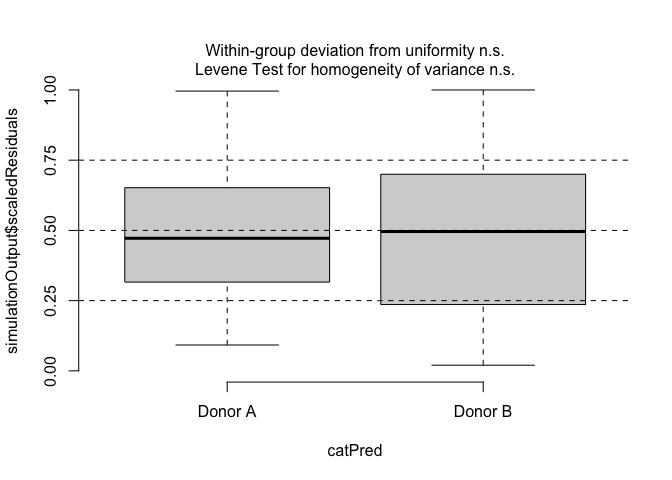 Within-group deviation from uniformity n.s.
Levene Test for homogeneity of variance n.s.
simulationOutput$scaledResiduals
1.00
0.75
0.50
0.25
0.00
Donor A
Donor B
catPred